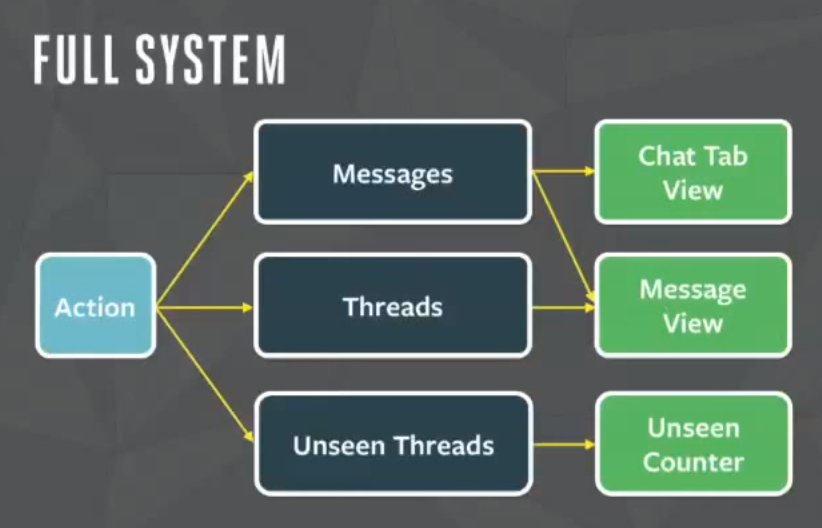 FULL SYSTEM
Messages
Chat Tab
View
Action
Threads
Message
View
Unseen Threads
Unseen
Counter